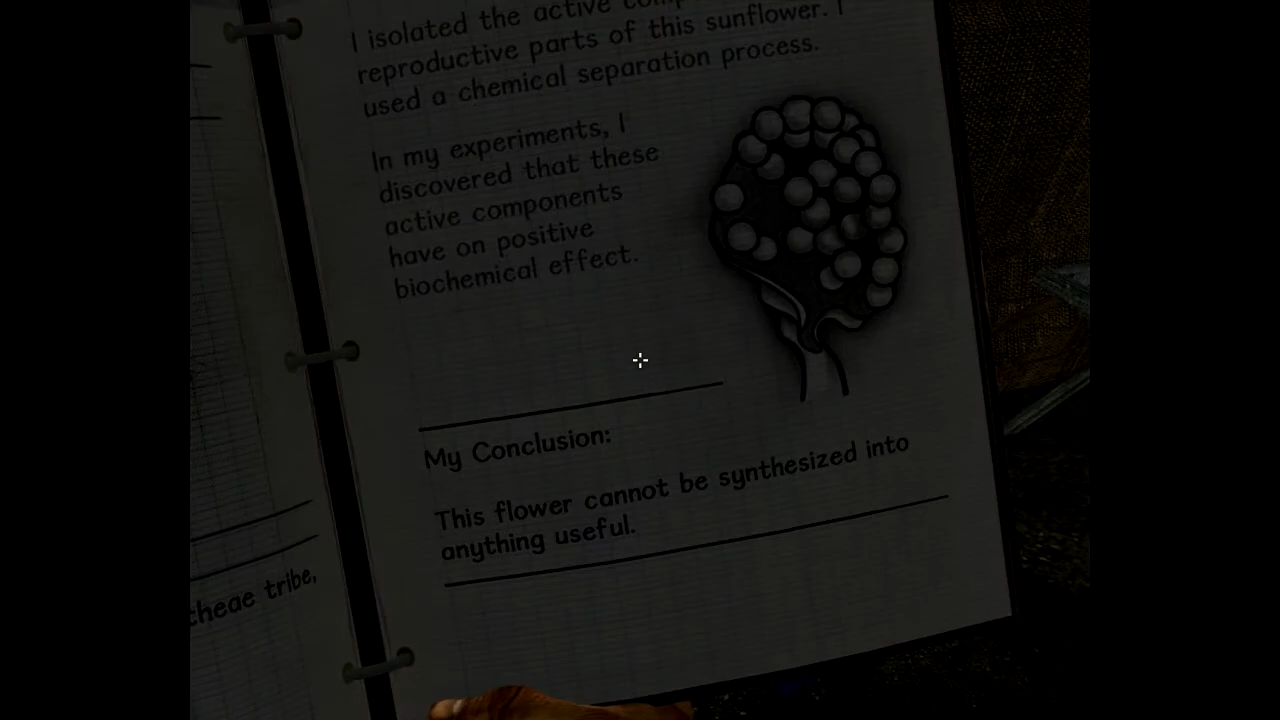 I isolated the active
reproductive parts of this sunflower. I
used a chemical separation process.
In my experiments, I
discovered that these
active components
have on positive
biochemical effect.
My Conclusion:
This flower cannot be synthesized into
anything useful.
tribe,